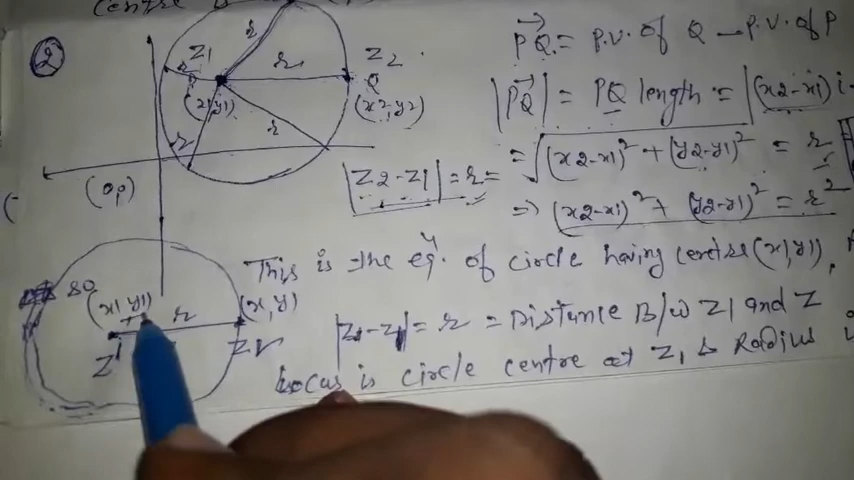 centre is
②
r
Z1 r Z2
r P Q
(x1,y1) (x2,y2)
r
r
PQ = P.V. of Q - P.V. of P
|PQ| = PQ length = |(x2-x1) i
= √(x2-x1)² + (y2-y1)² = r
|Z2-Z1| = r =
⇒ (x2-x1)² + (y2-y1)² = r²
(0,0)
This is the eqⁿ. of circle having centre (x1,y1),
so
(x1,y1) r (x,y)
Z1 Z
|Z-Z1| = r = Distance B/W Z1 and Z
Locus is circle centre at Z1 & Radius